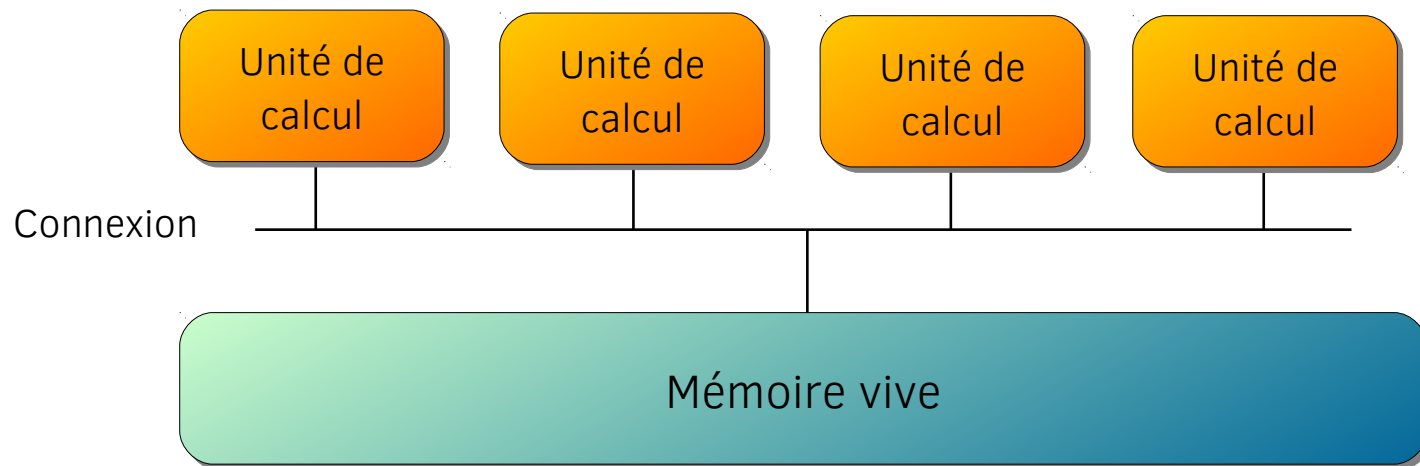 Unité de
calcul
Unité de
calcul
Unité de
calcul
Unité de
calcul
Connexion
Mémoire vive